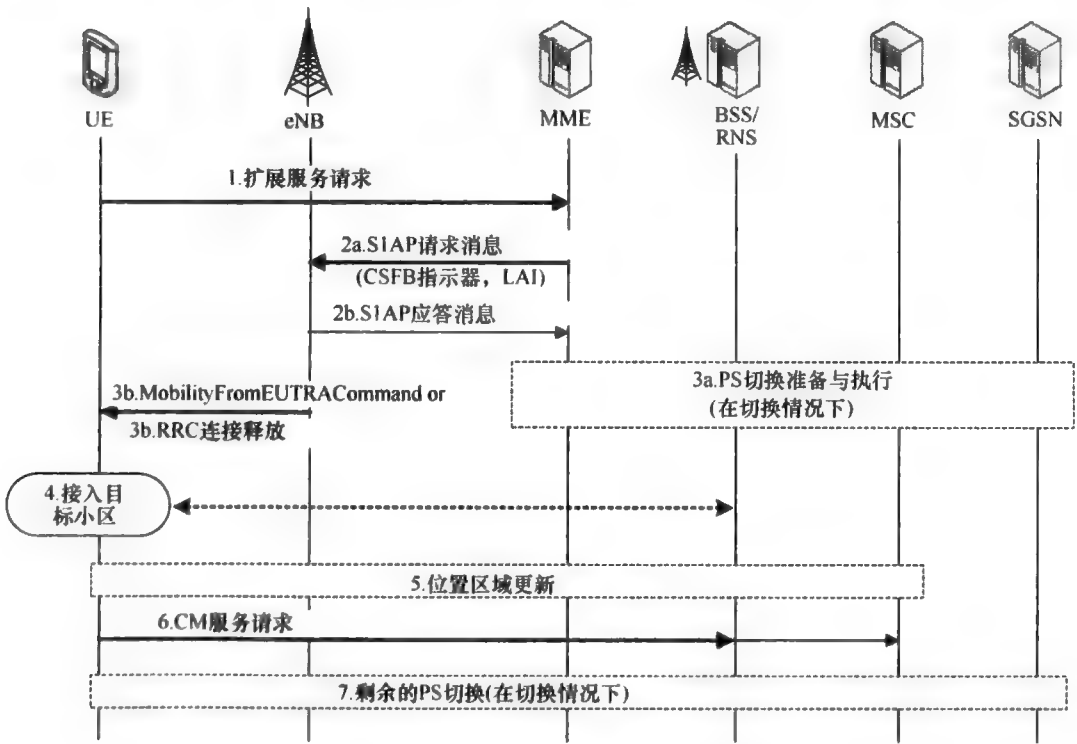 UE
eNB
MME
BSS/
RNS
MSC
SGSN
1.扩展服务请求
2a.S1AP请求消息
(CSFB指示器，LAI)
2b.S1AP应答消息
3a.PS切换准备与执行
(在切换情况下)
3b.MobilityFromEUTRACommand or
3b.RRC连接释放
4.接入目
标小区
5.位置区域更新
6.CM服务请求
7.剩余的PS切换(在切换情况下)